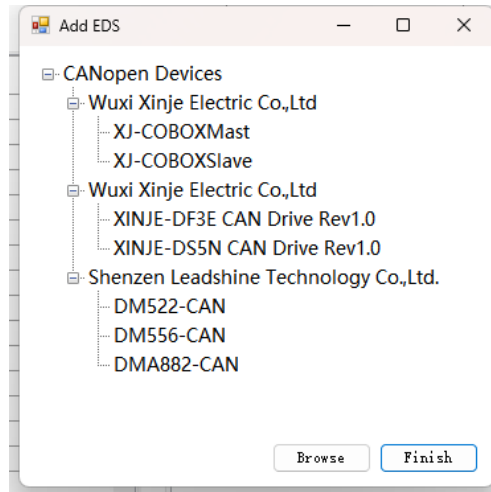 Add EDS
CANopen Devices
Wuxi Xinje Electric Co.,Ltd
XJ-COBOXMast
XJ-COBOXSlave
Wuxi Xinje Electric Co.,Ltd
XINJE-DF3E CAN Drive Rev1.0
XINJE-DS5N CAN Drive Rev1.0
Shenzen Leadshine Technology Co.,Ltd.
DM522-CAN
DM556-CAN
DMA882-CAN
Browse
Finish